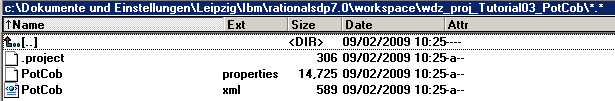 c:\Dokumente und Einstellungen\Leipzig\Ibm\rationalsdp7.0\workspace\wdz_proj_Tutorial03_PotCob\*.*
↑Name Ext Size Date Attr
[..] <DIR> 09/02/2009 10:25----
.project 306 09/02/2009 10:25-a--
PotCob properties 14,725 09/02/2009 10:25-a--
PotCob xml 589 09/02/2009 10:25-a--